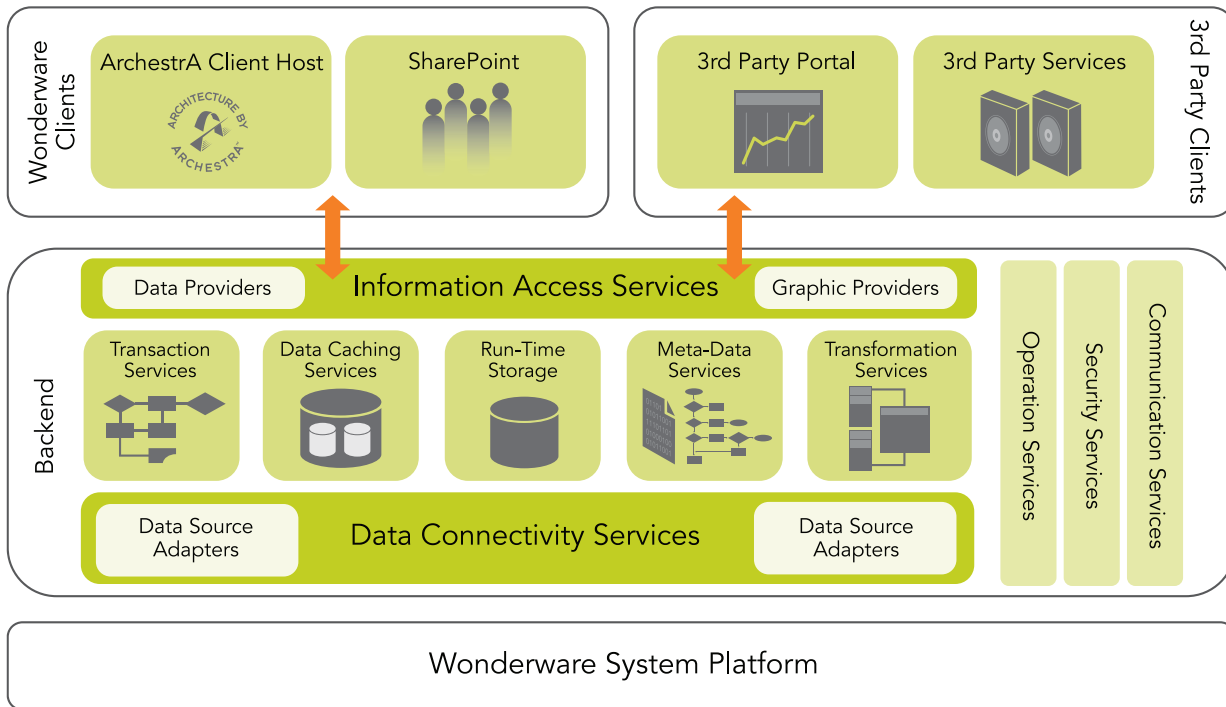 Wonderware
Clients
ArchestrA Client Host
ARCHITECTURE BY
ARCHESTRA™
SharePoint
3rd Party Portal
3rd Party Services
3rd Party Clients
Backend
Data Providers
Information Access Services
Graphic Providers
Transaction
Services
Data Caching
Services
Run-Time
Storage
Meta-Data
Services
Transformation
Services
Data Source
Adapters
Data Connectivity Services
Data Source
Adapters
Operation Services
Security Services
Communication Services
Wonderware System Platform